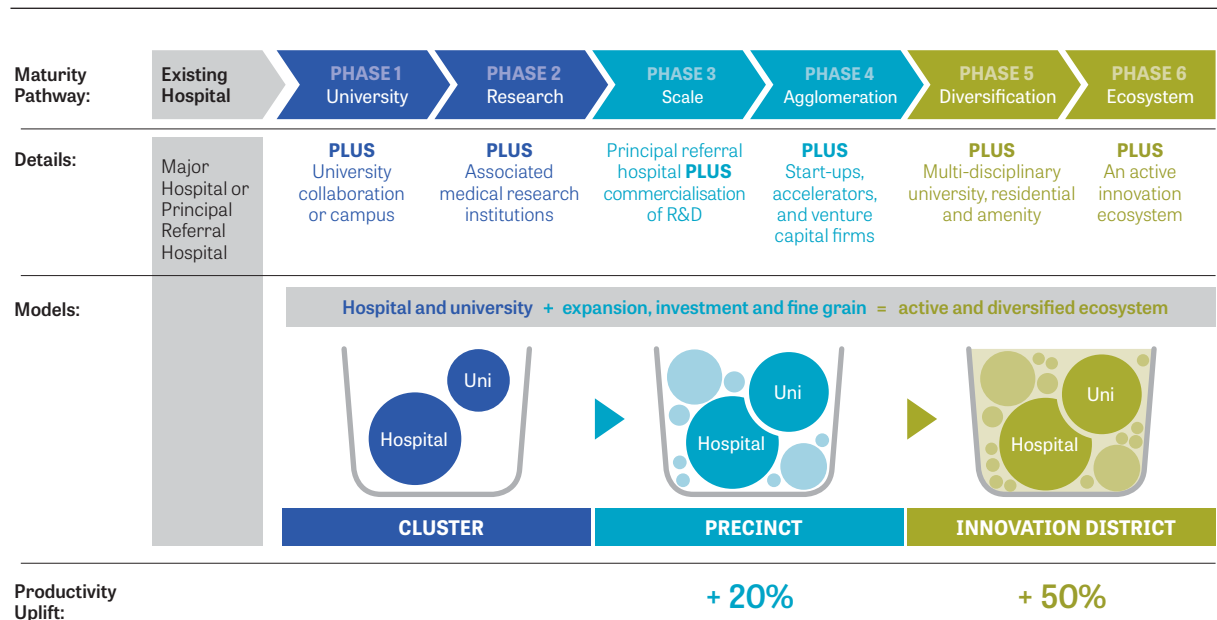 Maturity
Pathway:
Existing
Hospital
PHASE 1
University
PHASE 2
Research
PHASE 3
Scale
PHASE 4
Agglomeration
PHASE 5
Diversification
PHASE 6
Ecosystem
Details:
Major
Hospital or
Principal
Referral
Hospital
PLUS
University
collaboration
or campus
PLUS
Associated
medical research
institutions
Principal referral
hospital PLUS
commercialisation
of R&D
PLUS
Start-ups,
accelerators,
and venture
capital firms
PLUS
Multi-disciplinary
university, residential
and amenity
PLUS
An active
innovation
ecosystem
Models:
Hospital and university + expansion, investment and fine grain = active and diversified ecosystem
Uni
Hospital
Uni
Hospital
Uni
Hospital
CLUSTER
PRECINCT
INNOVATION DISTRICT
Productivity
Uplift:
+ 20%
+ 50%